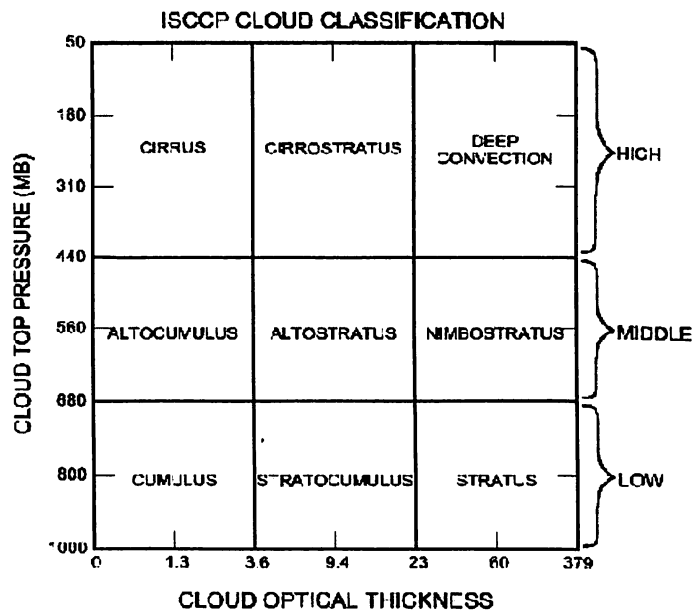 ISCCP CLOUD CLASSIFICATION
50
180
310
440
560
680
800
1000
CLOUD TOP PRESSURE (MB)
CIRRUS
CIRROSTRATUS
DEEP
CONVECTION
HIGH
ALTOCUMULUS
ALTOSTRATUS
NIMBOSTRATUS
MIDDLE
CUMULUS
STRATOCUMULUS
STRATUS
LOW
0 1.3 3.6 9.4 23 60 379
CLOUD OPTICAL THICKNESS